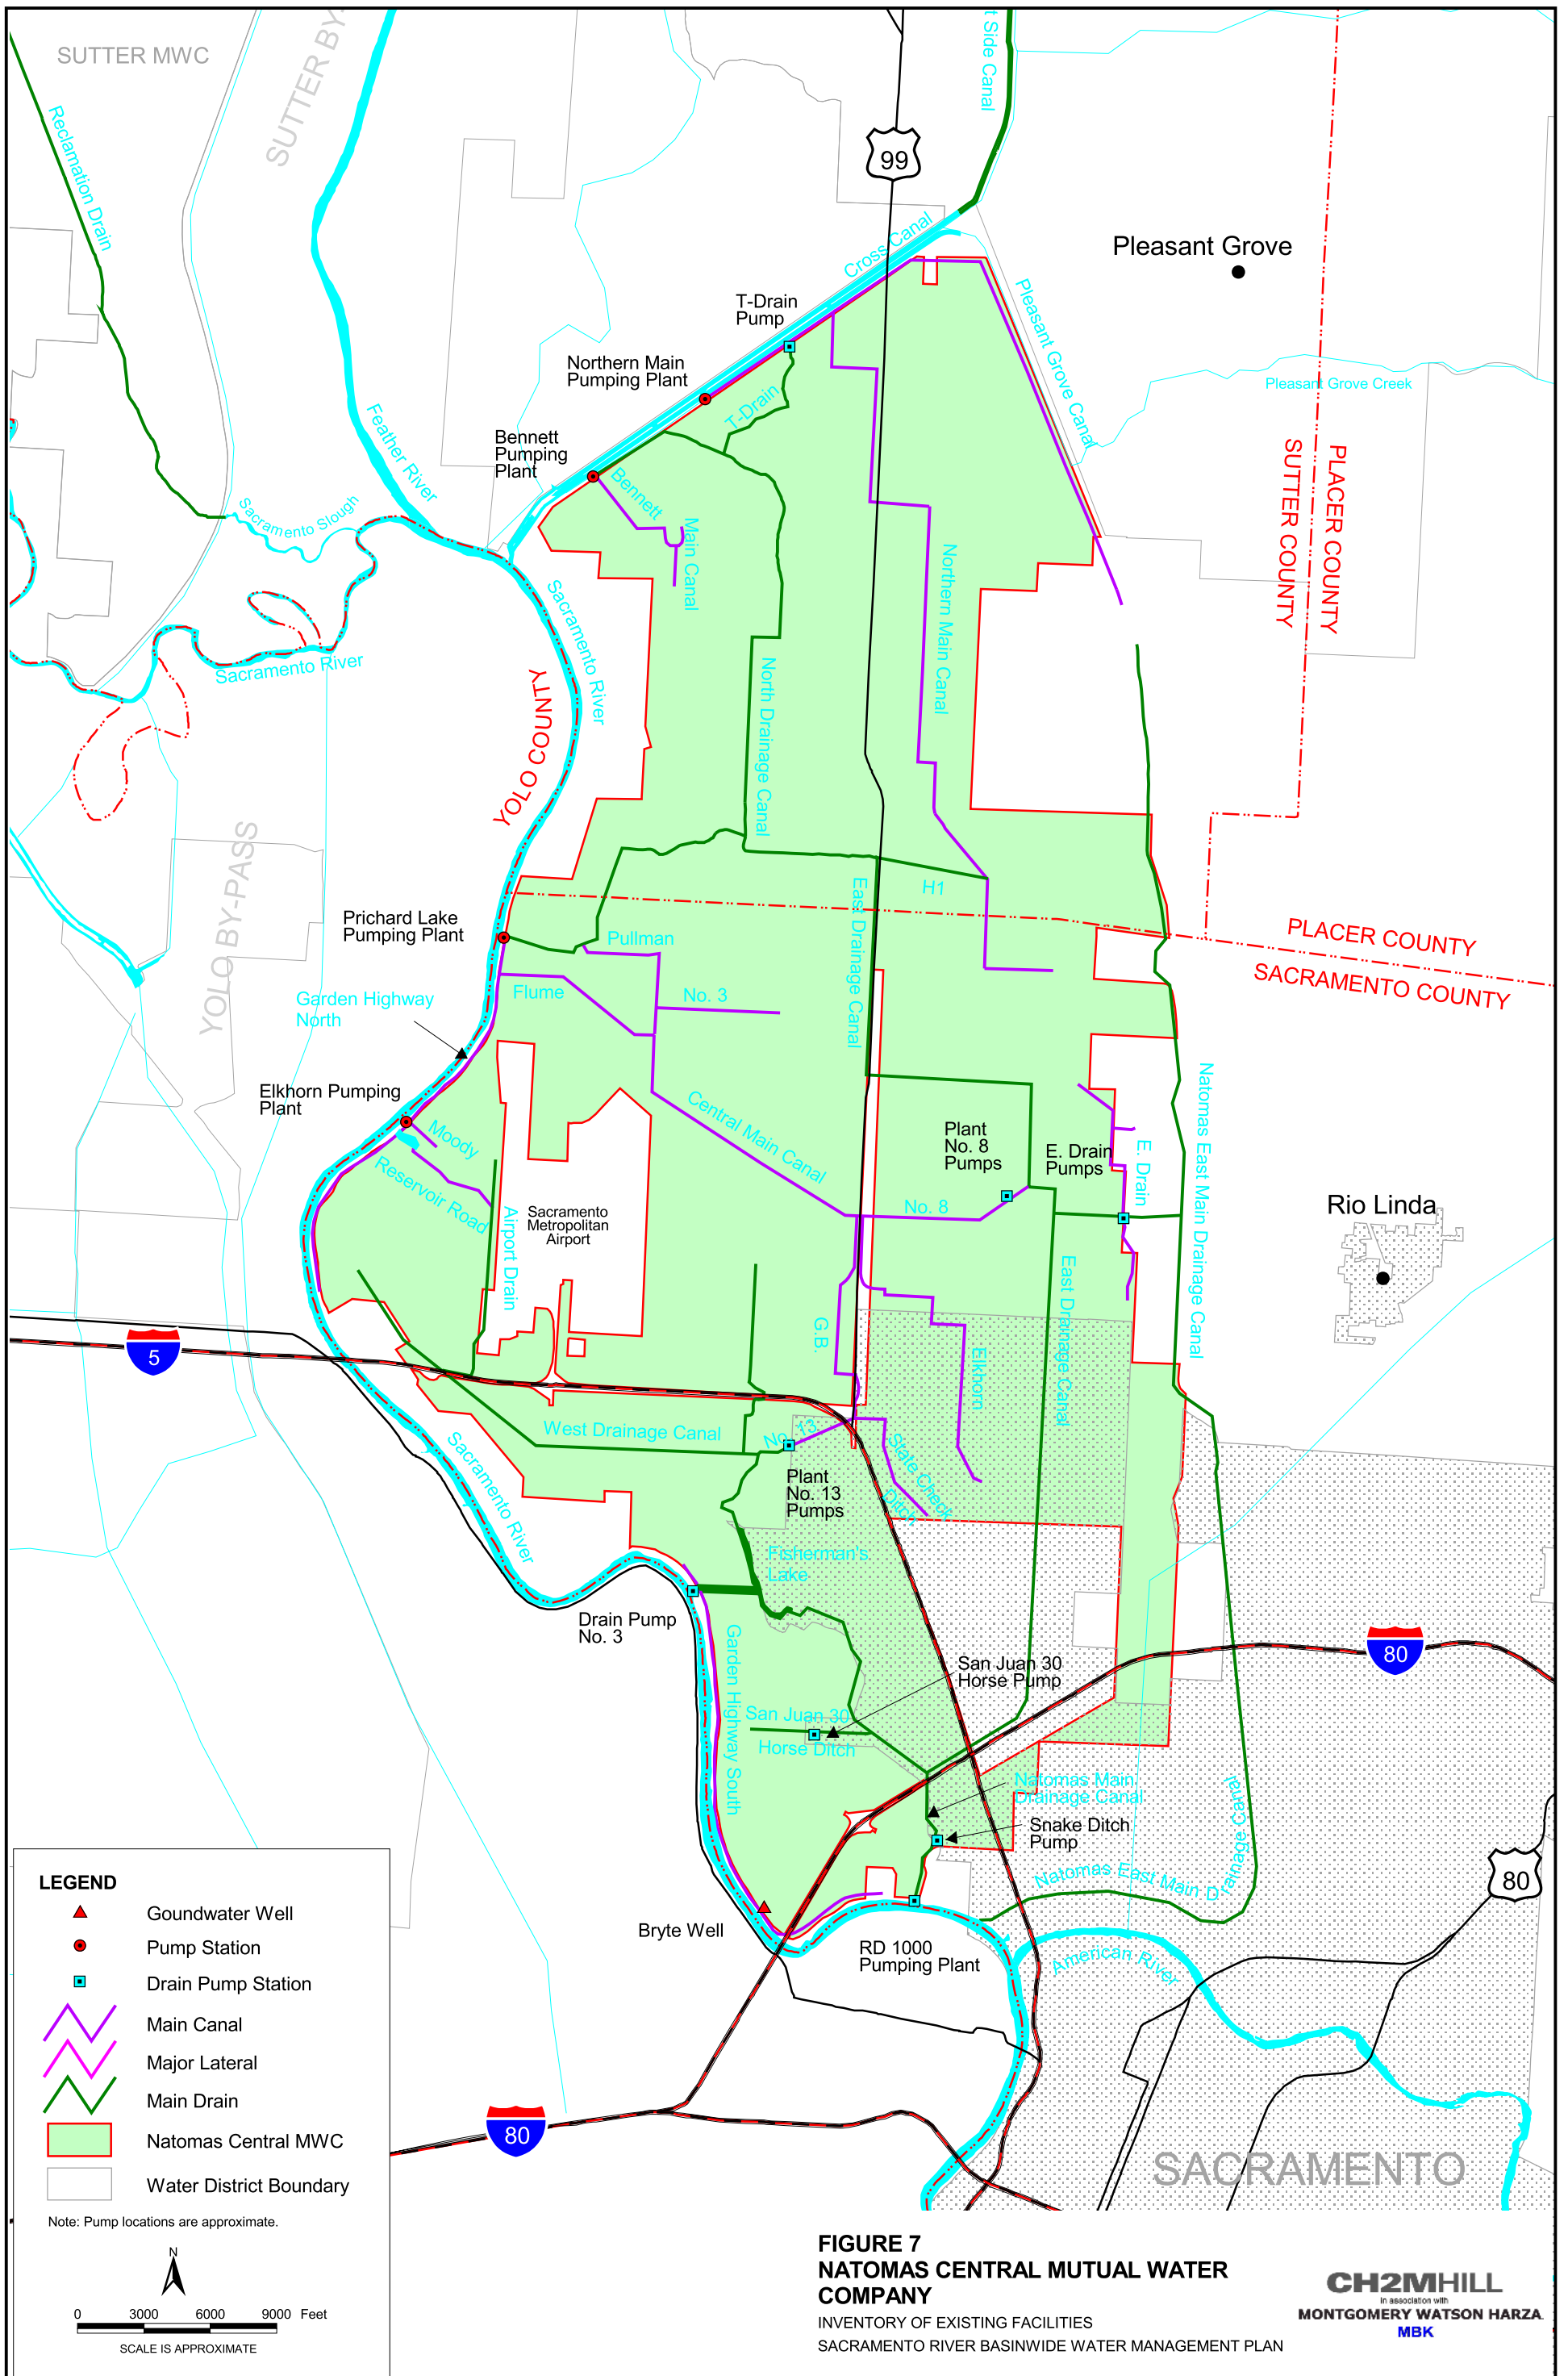 SUTTER MWC
SUTTER BY-
t Side Canal
Reclamation Drain
99
Cross Canal
Pleasant Grove
T-Drain
Pump
Pleasant Grove Canal
Northern Main
Pumping Plant
T-Drain
Pleasant Grove Creek
Feather River
Bennett
Pumping
Plant
Bennett
Main Canal
PLACER COUNTY
SUTTER COUNTY
Sacramento Slough
Northern Main Canal
Sacramento River
Sacramento River
YOLO COUNTY
North Drainage Canal
YOLO BY-PASS
H1
East Drainage Canal
Prichard Lake
Pumping Plant
Pullman
PLACER COUNTY
SACRAMENTO COUNTY
Flume
No. 3
Garden Highway
North
Elkhorn Pumping
Plant
Moody
Central Main Canal
Natomas East Main Drainage Canal
Plant
No. 8
Pumps
E. Drain
Pumps
E. Drain
Reservoir Road
Airport Drain
Sacramento
Metropolitan
Airport
No. 8
Rio Linda
East Drainage Canal
G.B.
Elkhorn
5
West Drainage Canal
No. 13
Sacramento River
State Check
Ditch
Plant
No. 13
Pumps
Fisherman's
Lake
Drain Pump
No. 3
Garden Highway South
San Juan 30
Horse Pump
80
San Juan 30
Horse Ditch
Natomas Main
Drainage Canal
Snake Ditch
Pump
Natomas East Main Drainage Canal
80
Bryte Well
RD 1000
Pumping Plant
American River
80
SACRAMENTO
LEGEND
Goundwater Well
Pump Station
Drain Pump Station
Main Canal
Major Lateral
Main Drain
Natomas Central MWC
Water District Boundary
Note: Pump locations are approximate.
N
0 3000 6000 9000 Feet
SCALE IS APPROXIMATE
FIGURE 7
NATOMAS CENTRAL MUTUAL WATER
COMPANY
INVENTORY OF EXISTING FACILITIES
SACRAMENTO RIVER BASINWIDE WATER MANAGEMENT PLAN
CH2MHILL
in association with
MONTGOMERY WATSON HARZA
MBK